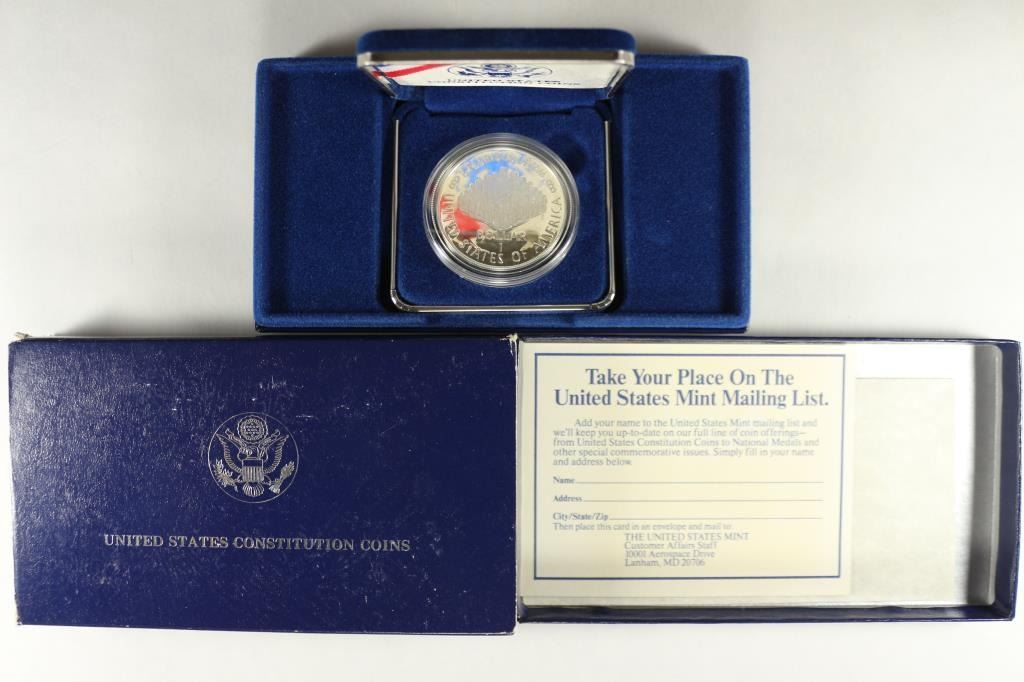 UNITED STATES
DOLLAR 1
UNITED STATES OF AMERICA
UNITED STATES CONSTITUTION COINS
Take Your Place On The
United States Mint Mailing List.
Add your name to the United States Mint mailing list and
we'll keep you up-to-date on our full line of coin offerings—
from United States Constitution Coins to National Medals and
other special commemorative issues. Simply fill in your name
and address below.
Name
Address
City/State/Zip
Then place this card in an envelope and mail to:
THE UNITED STATES MINT
Customer Affairs Staff
10001 Aerospace Drive
Lanham, MD 20706